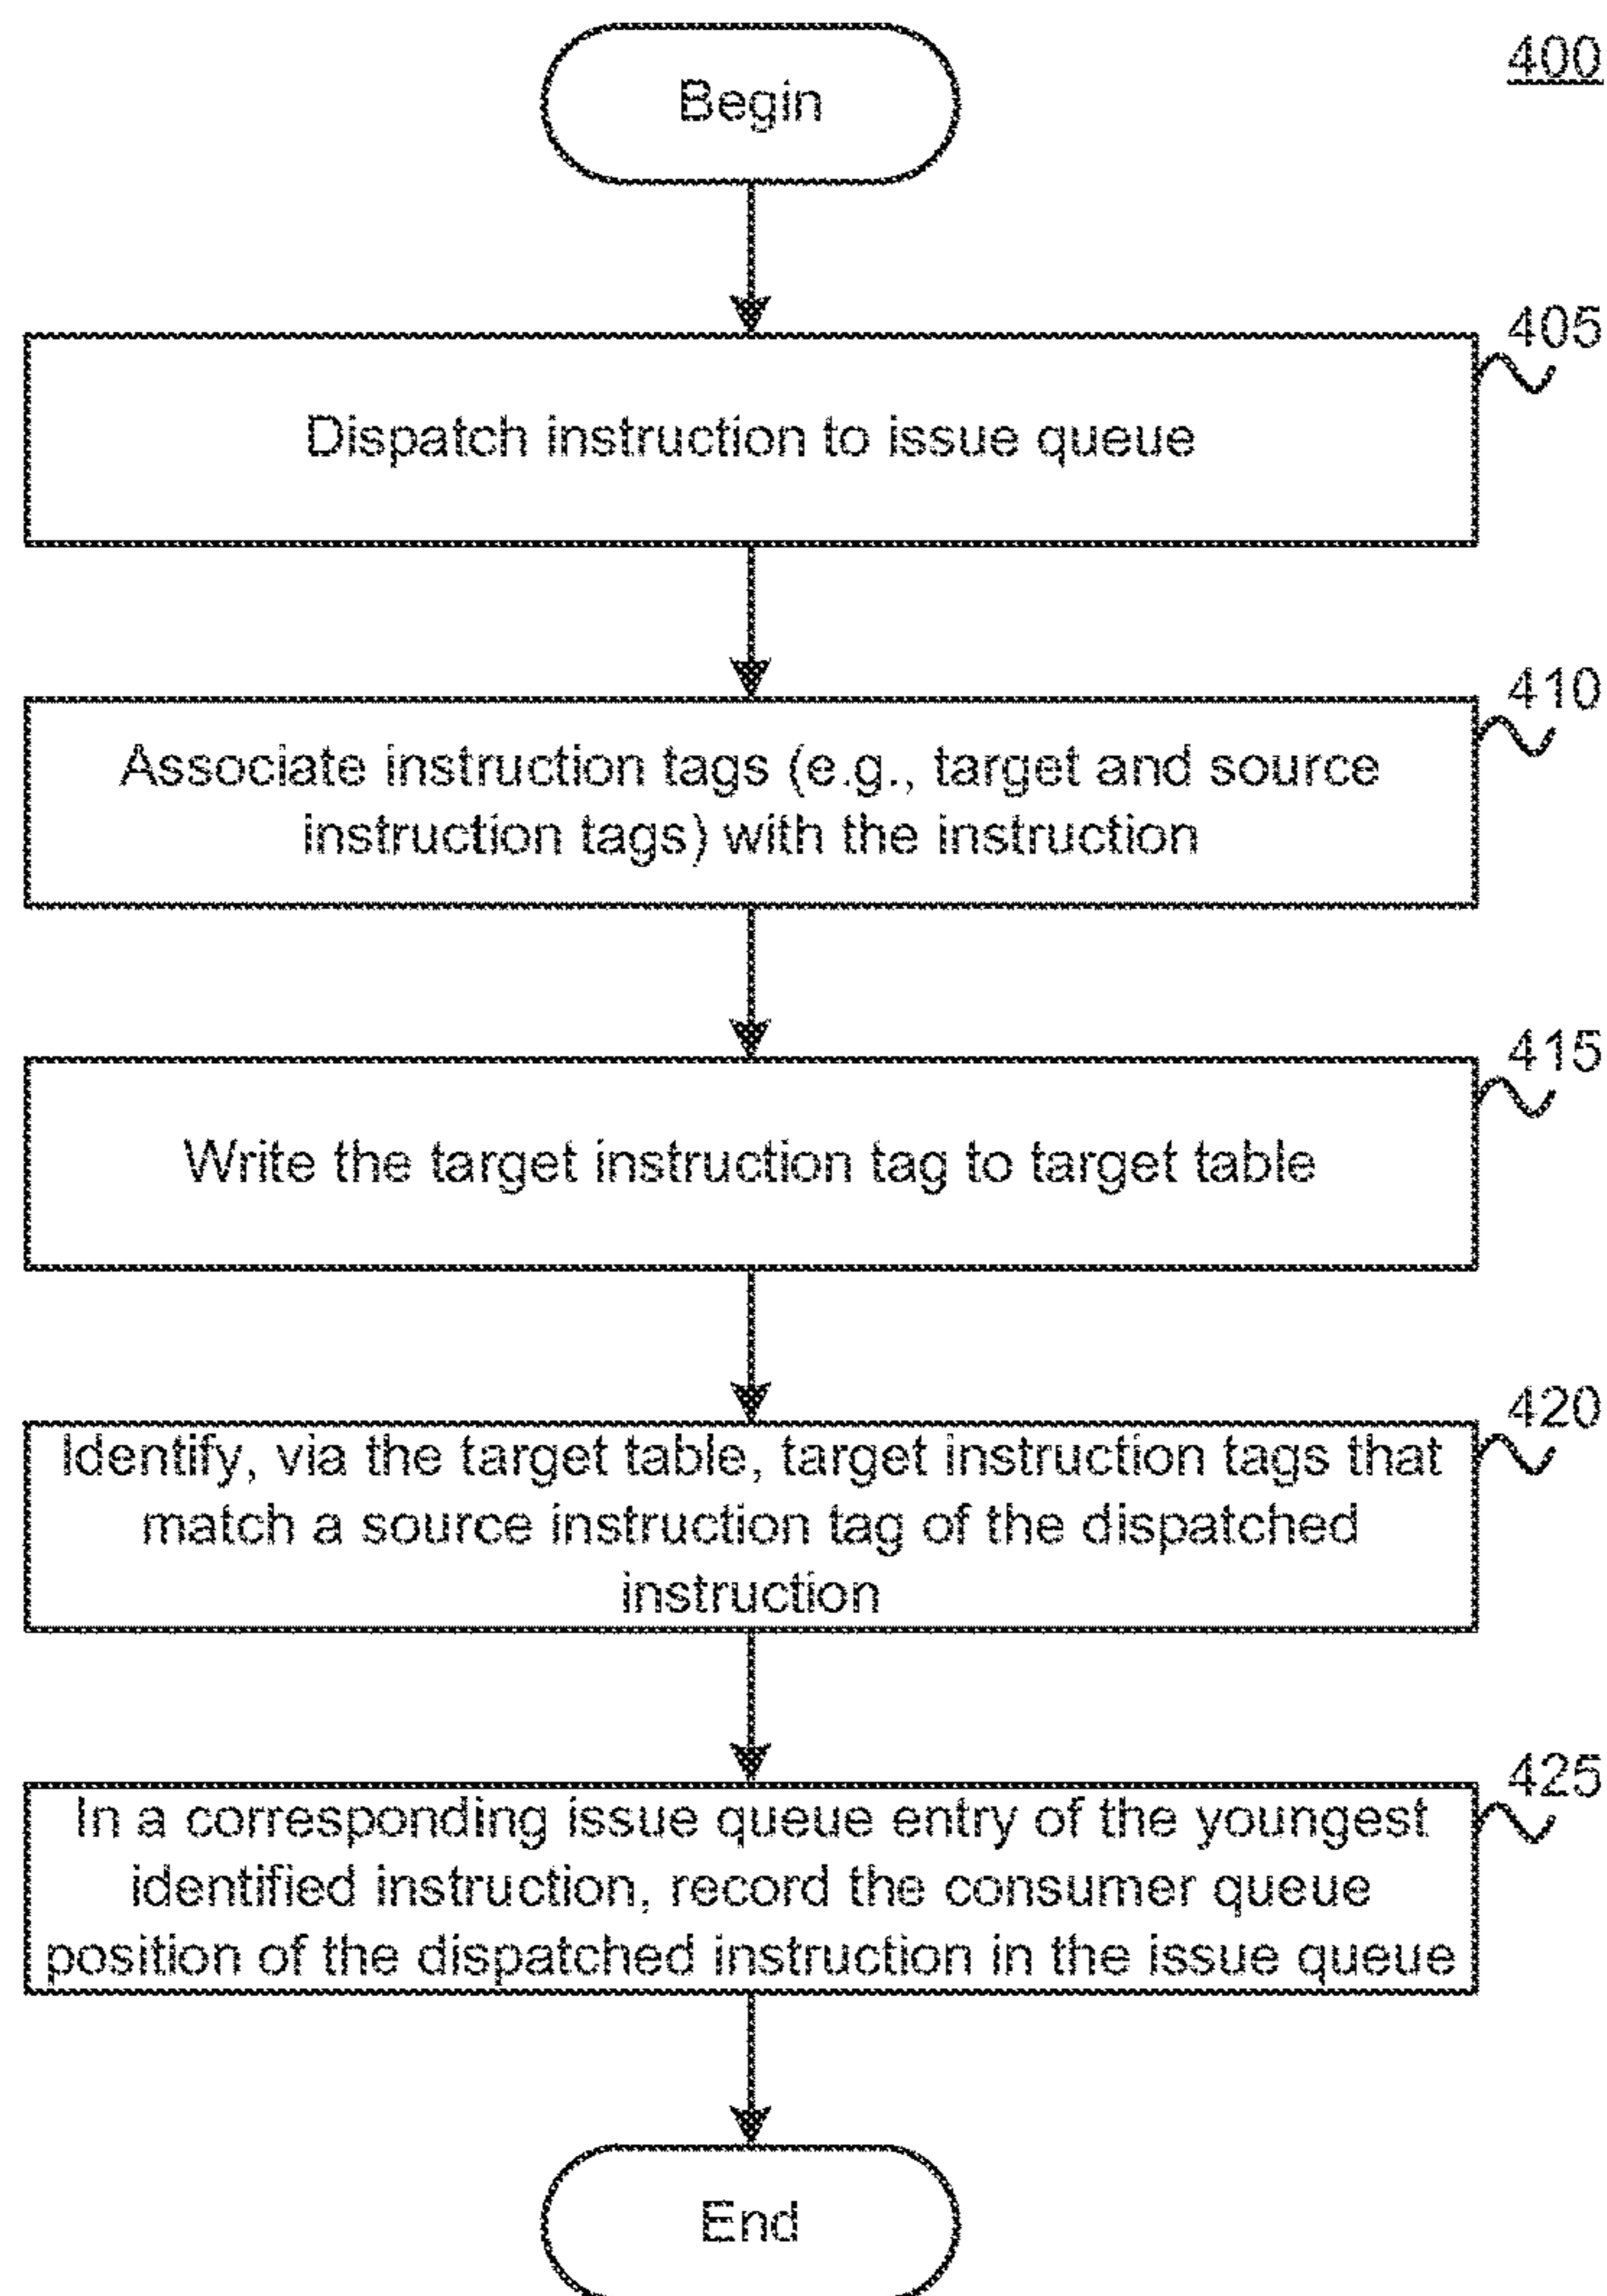 400
Begin
405
Dispatch instruction to issue queue
410
Associate instruction tags (e.g., target and source
instruction tags) with the instruction
415
Write the target instruction tag to target table
420
Identify, via the target table, target instruction tags that
match a source instruction tag of the dispatched
instruction
425
In a corresponding issue queue entry of the youngest
identified instruction, record the consumer queue
position of the dispatched instruction in the issue queue
End